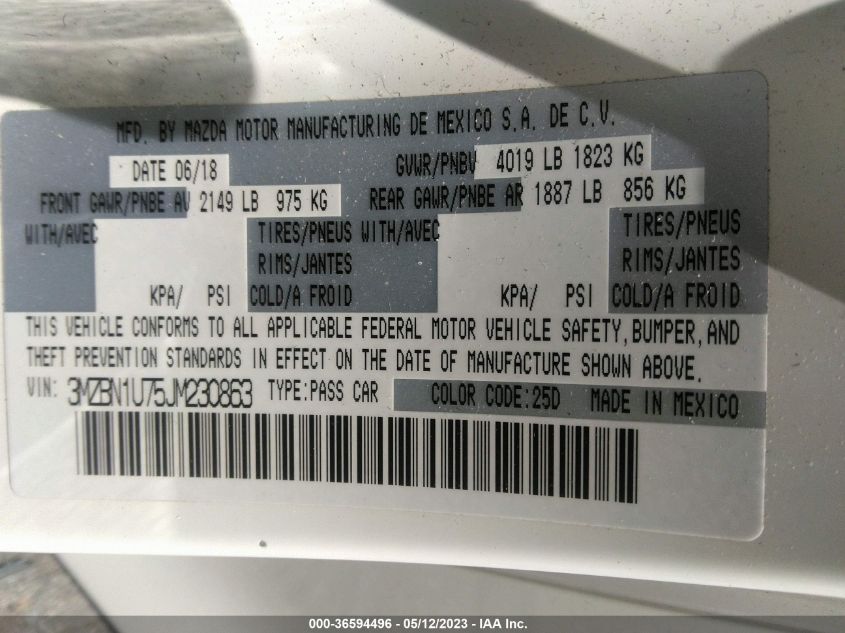 MFD. BY MAZDA MOTOR MANUFACTURING DE MEXICO S.A. DE C.V.
DATE 06/18 GVWR/PNBV 4019 LB 1823 KG
FRONT GAWR/PNBE AV 2149 LB 975 KG REAR GAWR/PNBE AR 1887 LB 856 KG
WITH/AVEC TIRES/PNEUS WITH/AVEC TIRES/PNEUS
RIMS/JANTES RIMS/JANTES
KPA/ PSI COLD/A FROID KPA/ PSI COLD/A FROID
THIS VEHICLE CONFORMS TO ALL APPLICABLE FEDERAL MOTOR VEHICLE SAFETY, BUMPER, AND
THEFT PREVENTION STANDARDS IN EFFECT ON THE DATE OF MANUFACTURE SHOWN ABOVE.
VIN: 3MZBN1U75JM230863 TYPE:PASS CAR COLOR CODE:25D MADE IN MEXICO
000-36594496 - 05/12/2023 - IAA Inc.